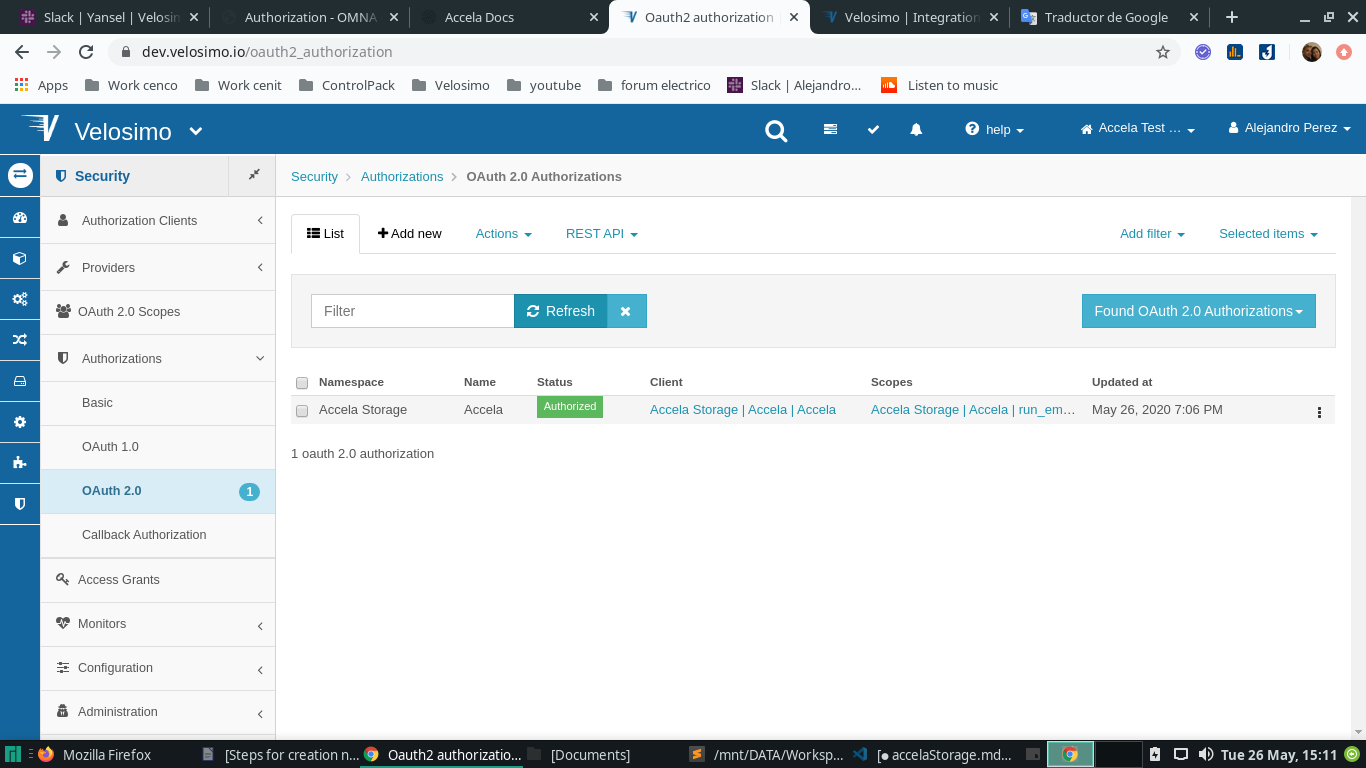 Slack | Yansel | Velosim
Authorization - OMNA
Accela Docs
Oauth2 authorization
Velosimo | Integration
Traductor de Google
dev.velosimo.io/oauth2_authorization
Apps
Work cenco
Work cenit
ControlPack
Velosimo
youtube
forum electrico
Slack | Alejandro...
Listen to music
Velosimo
help
Accela Test ...
Alejandro Perez
Security
Security
Authorizations
OAuth 2.0 Authorizations
Authorization Clients
Providers
OAuth 2.0 Scopes
Authorizations
Basic
OAuth 1.0
OAuth 2.0
1
Callback Authorization
Access Grants
Monitors
Configuration
Administration
List
Add new
Actions
REST API
Add filter
Selected items
Filter
Refresh
Found OAuth 2.0 Authorizations
Namespace Name Status Client Scopes Updated at
Accela Storage Accela Authorized Accela Storage | Accela | Accela Accela Storage | Accela | run_em... May 26, 2020 7:06 PM
1 oauth 2.0 authorization
Mozilla Firefox
[Steps for creation n...
Oauth2 authorizatio...
[Documents]
/mnt/DATA/Worksp...
[● accelaStorage.md...
Tue 26 May, 15:11